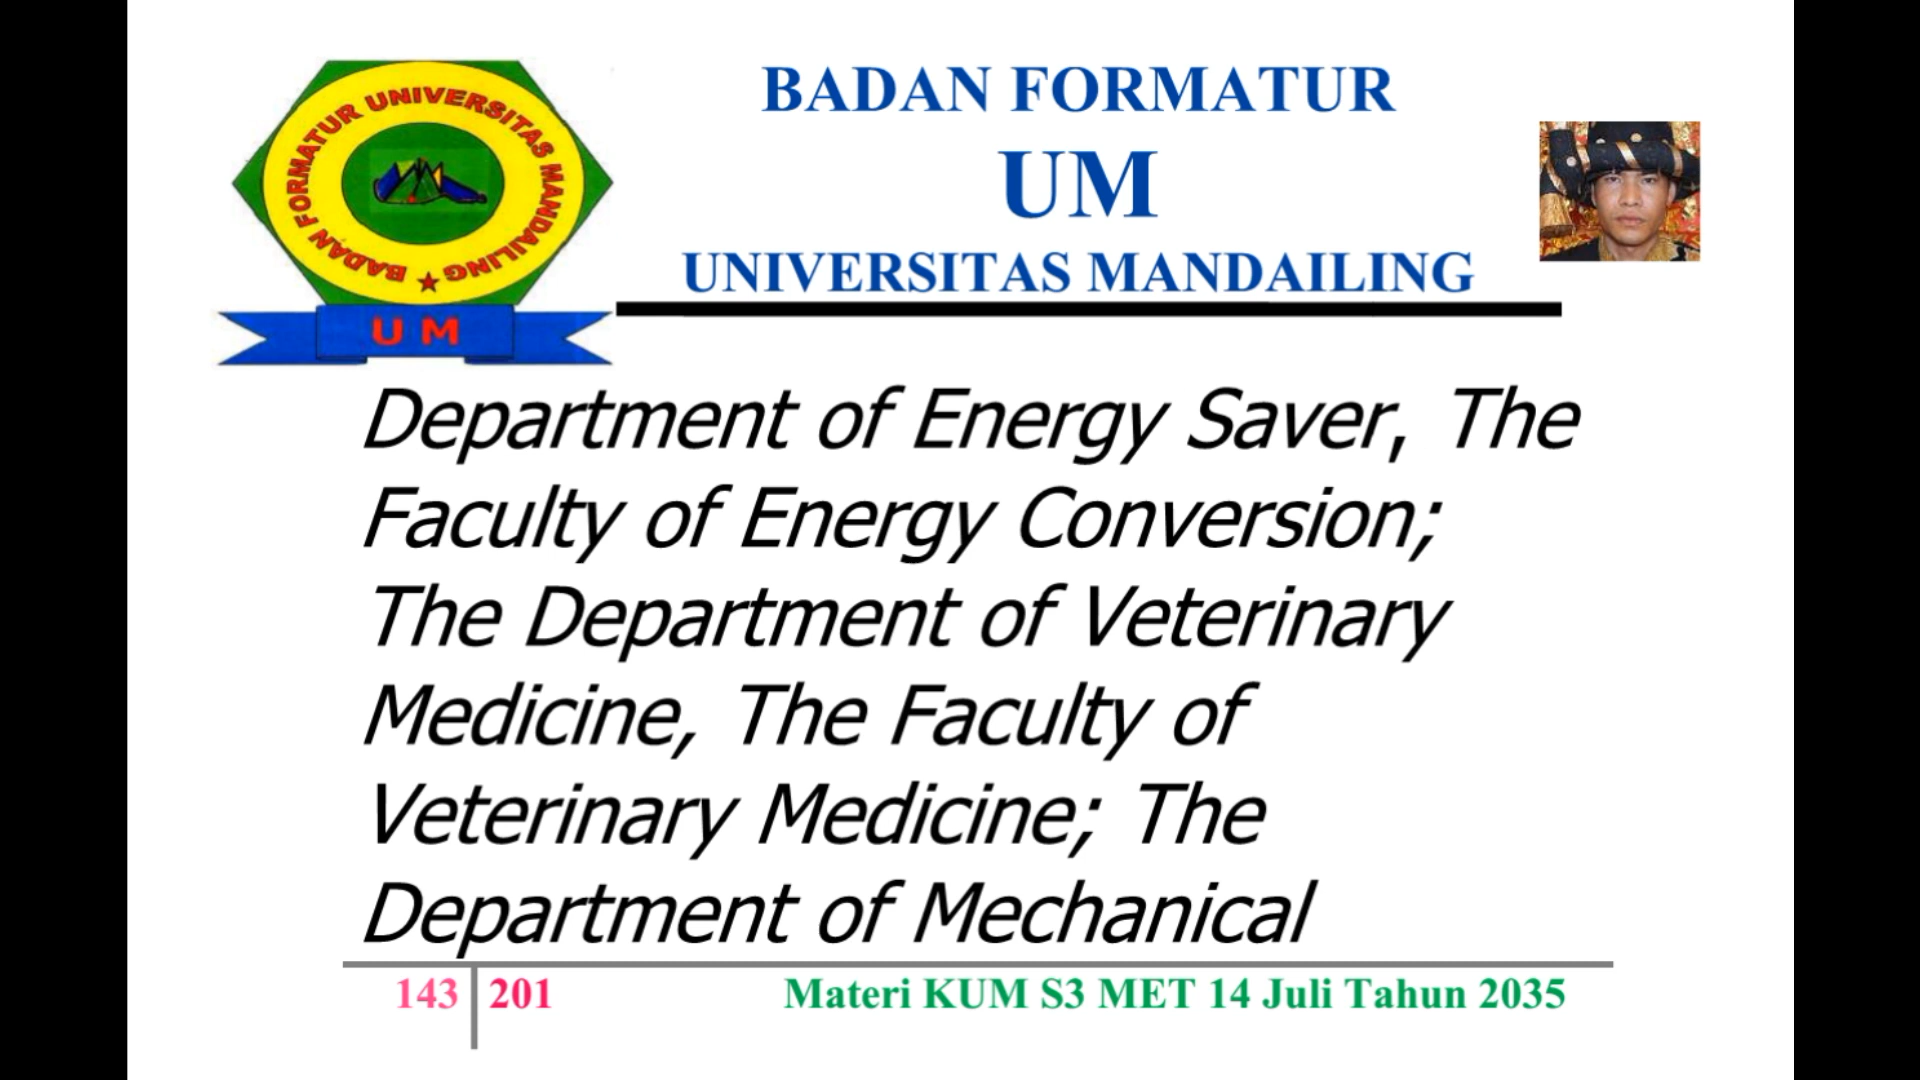 BADAN FORMATUR UNIVERSITAS MANDAILING
U M
BADAN FORMATUR
UM
UNIVERSITAS MANDAILING
Department of Energy Saver, The
Faculty of Energy Conversion;
The Department of Veterinary
Medicine, The Faculty of
Veterinary Medicine; The
Department of Mechanical
143 201 Materi KUM S3 MET 14 Juli Tahun 2035